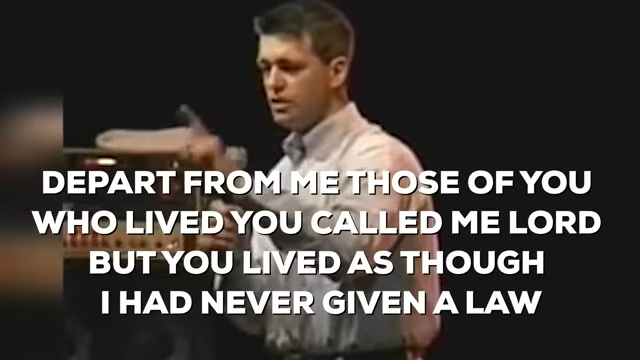 DEPART FROM ME THOSE OF YOU
WHO LIVED YOU CALLED ME LORD
BUT YOU LIVED AS THOUGH
I HAD NEVER GIVEN A LAW